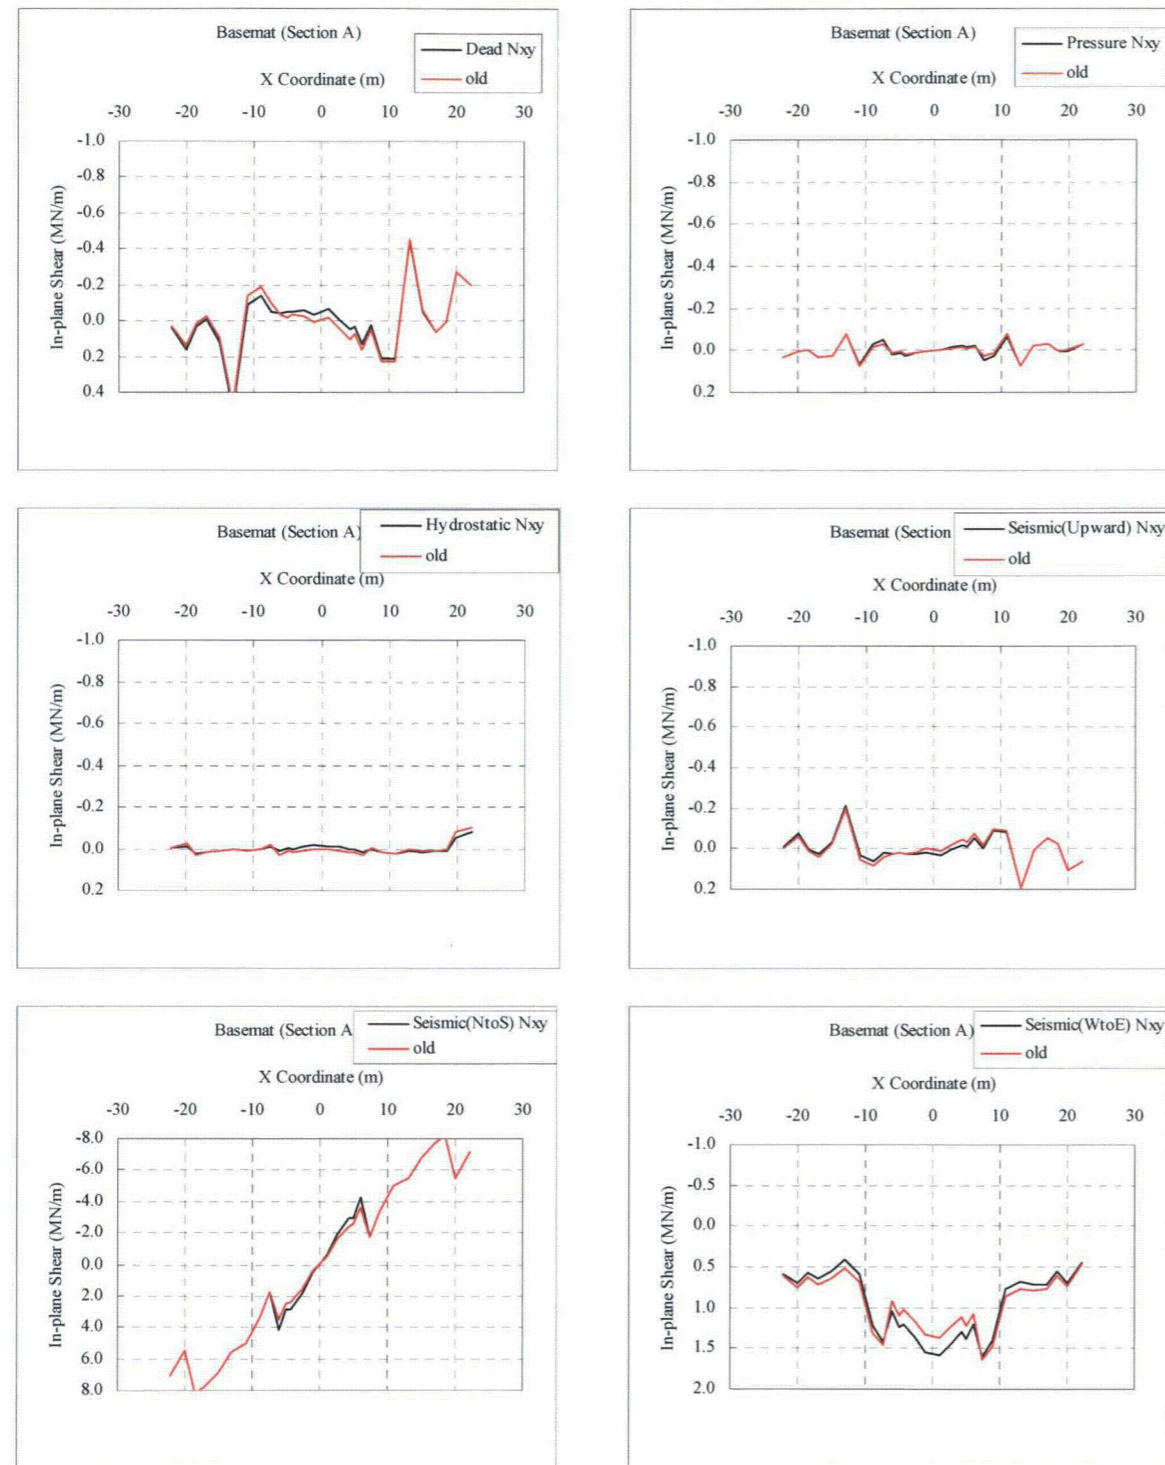 Basemat (Section A)
Dead Nxy
old
X Coordinate (m)
-30 -20 -10 0 10 20 30
-1.0
-0.8
-0.6
-0.4
-0.2
0.0
0.2
0.4
In-plane Shear (MN/m)
Basemat (Section A)
Pressure Nxy
old
X Coordinate (m)
-30 -20 -10 0 10 20 30
-1.0
-0.8
-0.6
-0.4
-0.2
0.0
0.2
In-plane Shear (MN/m)
Basemat (Section A)
Hydrostatic Nxy
old
X Coordinate (m)
-30 -20 -10 0 10 20 30
-1.0
-0.8
-0.6
-0.4
-0.2
0.0
0.2
In-plane Shear (MN/m)
Basemat (Section
Seismic(Upward) Nxy
old
X Coordinate (m)
-30 -20 -10 0 10 20 30
-1.0
-0.8
-0.6
-0.4
-0.2
0.0
0.2
In-plane Shear (MN/m)
Basemat (Section A
Seismic(NtoS) Nxy
old
X Coordinate (m)
-30 -20 -10 0 10 20 30
-8.0
-6.0
-4.0
-2.0
0.0
2.0
4.0
6.0
8.0
In-plane Shear (MN/m)
Basemat (Section A)
Seismic(WtoE) Nxy
old
X Coordinate (m)
-30 -20 -10 0 10 20 30
-1.0
-0.5
0.0
0.5
1.0
1.5
2.0
In-plane Shear (MN/m)